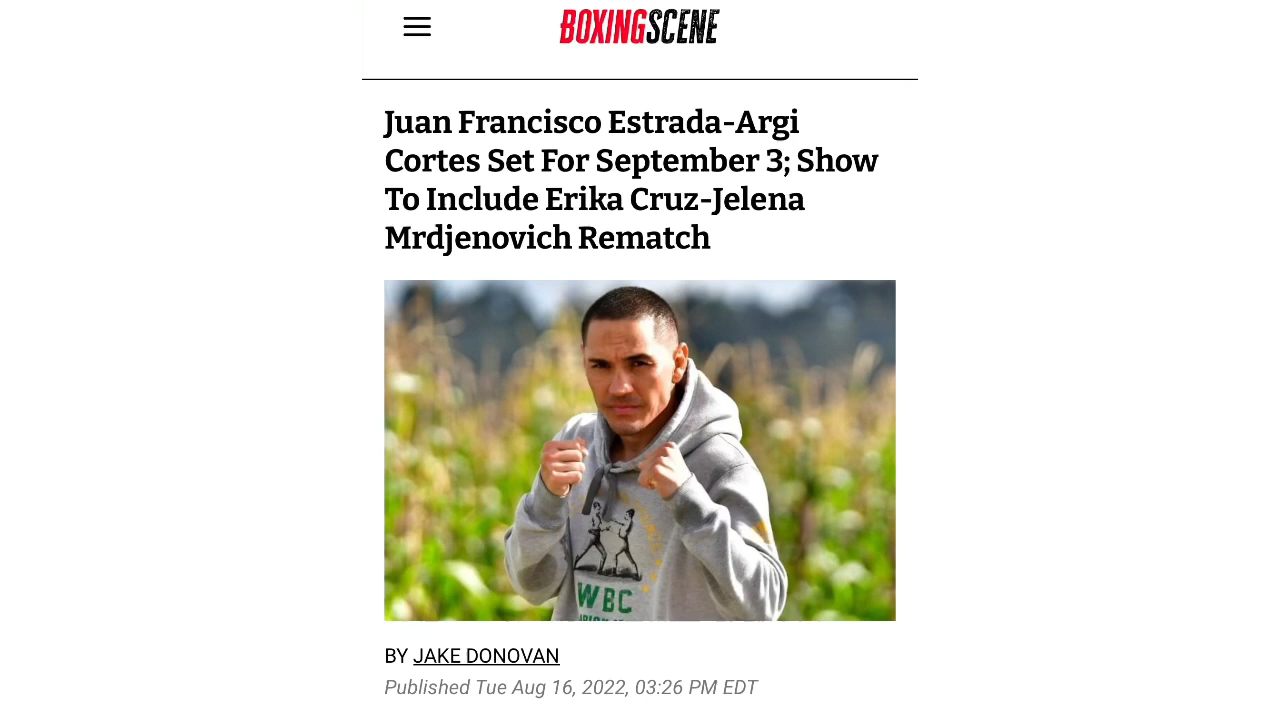 BOXINGSCENE
Juan Francisco Estrada-Argi
Cortes Set For September 3; Show
To Include Erika Cruz-Jelena
Mrdjenovich Rematch
WBC
BY JAKE DONOVAN
Published Tue Aug 16, 2022, 03:26 PM EDT